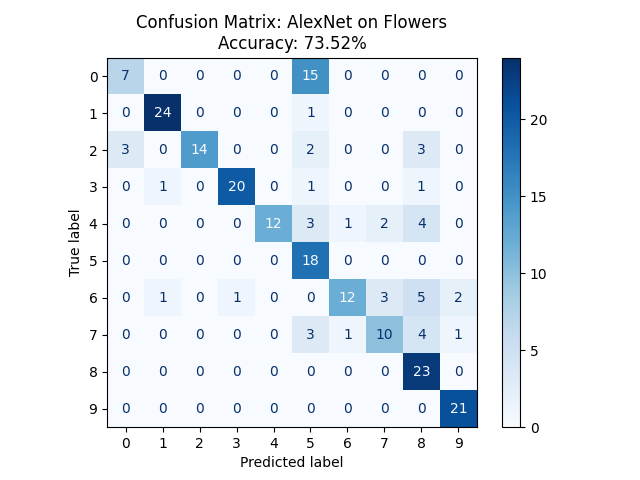 Confusion Matrix: AlexNet on Flowers
Accuracy: 73.52%
0 7 0 0 0 0 15 0 0 0 0
1 0 24 0 0 0 1 0 0 0 0
2 3 0 14 0 0 2 0 0 3 0
3 0 1 0 20 0 1 0 0 1 0
4 0 0 0 0 12 3 1 2 4 0
5 0 0 0 0 0 18 0 0 0 0
6 0 1 0 1 0 0 12 3 5 2
7 0 0 0 0 0 3 1 10 4 1
8 0 0 0 0 0 0 0 0 23 0
9 0 0 0 0 0 0 0 0 0 21
0 1 2 3 4 5 6 7 8 9
Predicted label
True label
20
15
10
5
0